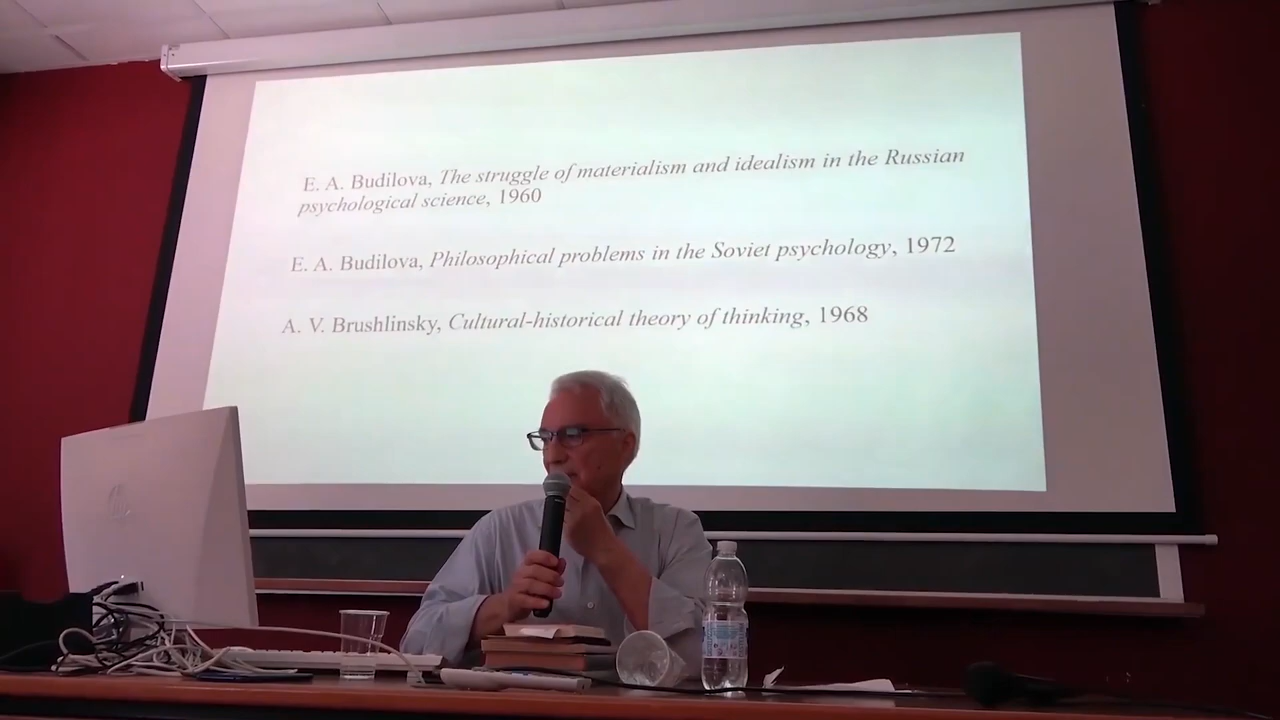 E. A. Budilova, The struggle of materialism and idealism in the Russian
psychological science, 1960
E. A. Budilova, Philosophical problems in the Soviet psychology, 1972
A. V. Brushlinsky, Cultural-historical theory of thinking, 1968
hp